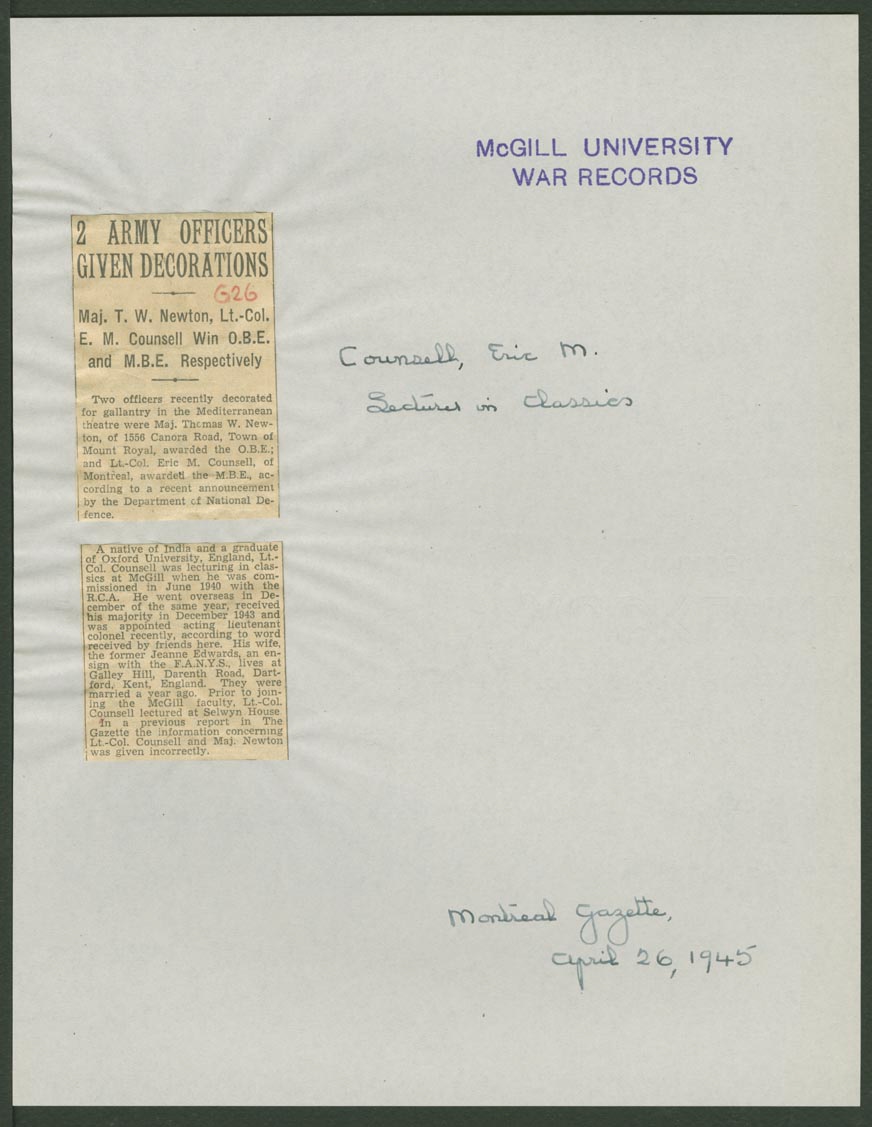 McGILL UNIVERSITY
WAR RECORDS
2 ARMY OFFICERS
GIVEN DECORATIONS
G26
Maj. T. W. Newton, Lt.-Col.
E. M. Counsell Win O.B.E.
and M.B.E. Respectively
Two officers recently decorated
for gallantry in the Mediterranean
theatre were Maj. Thomas W. New-
ton, of 1556 Canora Road, Town of
Mount Royal, awarded the O.B.E.;
and Lt.-Col. Eric M. Counsell, of
Montreal, awarded the M.B.E., ac-
cording to a recent announcement
by the Department of National De-
fence.
A native of India and a graduate
of Oxford University, England, Lt.-
Col. Counsell was lecturing in clas-
sics at McGill when he was com-
missioned in June 1940 with the
R.C.A. He went overseas in De-
cember of the same year, received
his majority in December 1943 and
was appointed acting lieutenant
colonel recently, according to word
received by friends here. His wife,
the former Jeanne Edwards, an en-
sign with the F.A.N.Y.S., lives at
Galley Hill, Darenth Road, Dart-
ford, Kent, England. They were
married a year ago. Prior to join-
ing the McGill faculty, Lt.-Col.
Counsell lectured at Selwyn House
In a previous report in The
Gazette the information concerning
Lt.-Col. Counsell and Maj. Newton
was given incorrectly.
Counsell, Eric M.
Lecturer in Classics
Montreal Gazette,
April 26, 1945